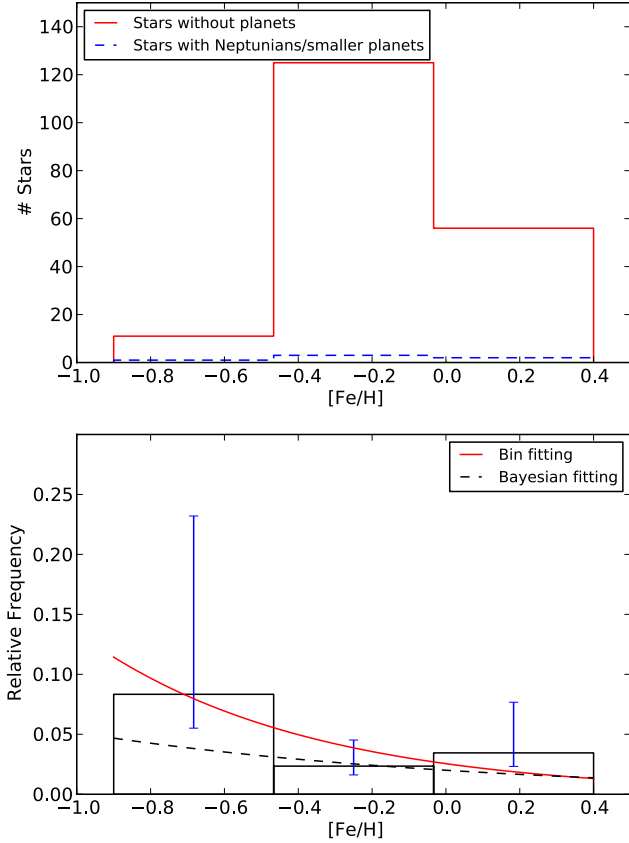 Stars without planets
Stars with Neptunians/smaller planets
# Stars
140
120
100
80
60
40
20
0
−1.0 −0.8 −0.6 −0.4 −0.2 0.0 0.2 0.4
[Fe/H]
Bin fitting
Bayesian fitting
Relative Frequency
0.25
0.20
0.15
0.10
0.05
0.00
−1.0 −0.8 −0.6 −0.4 −0.2 0.0 0.2 0.4
[Fe/H]